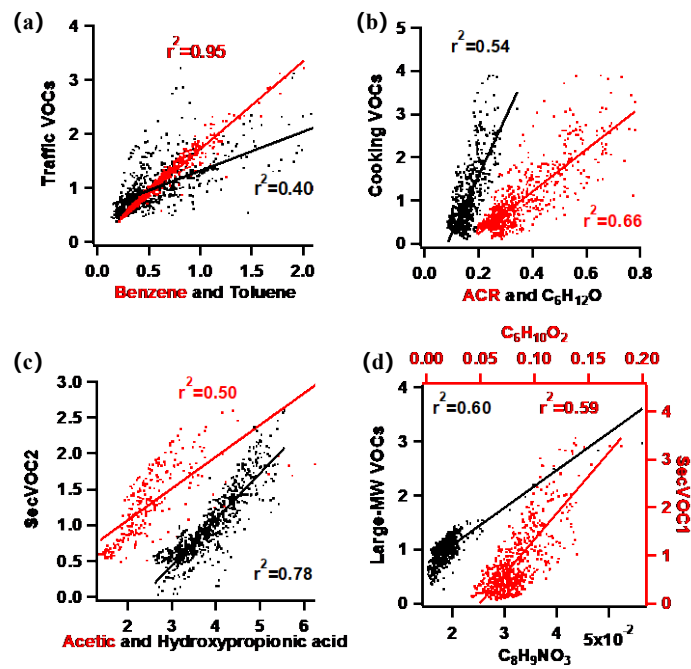 (a)
r²=0.95
r²=0.40
Traffic VOCs
4
3
2
1
0
0.0 0.5 1.0 1.5 2.0
Benzene and Toluene
(b)
r²=0.54
r²=0.66
Cooking VOCs
5
4
3
2
1
0
0.0 0.2 0.4 0.6 0.8
ACR and C₆H₁₂O
(c)
r²=0.50
r²=0.78
SecVOC2
3.0
2.5
2.0
1.5
1.0
0.5
0.0
2 3 4 5 6
Acetic and Hydroxypropionic acid
C₆H₁₀O₂
0.00 0.05 0.10 0.15 0.20
(d)
r²=0.60
r²=0.59
Large-MW VOCs
4
3
2
1
0
SecVOC1
4
3
2
1
0
2 3 4 5x10⁻²
C₈H₉NO₃